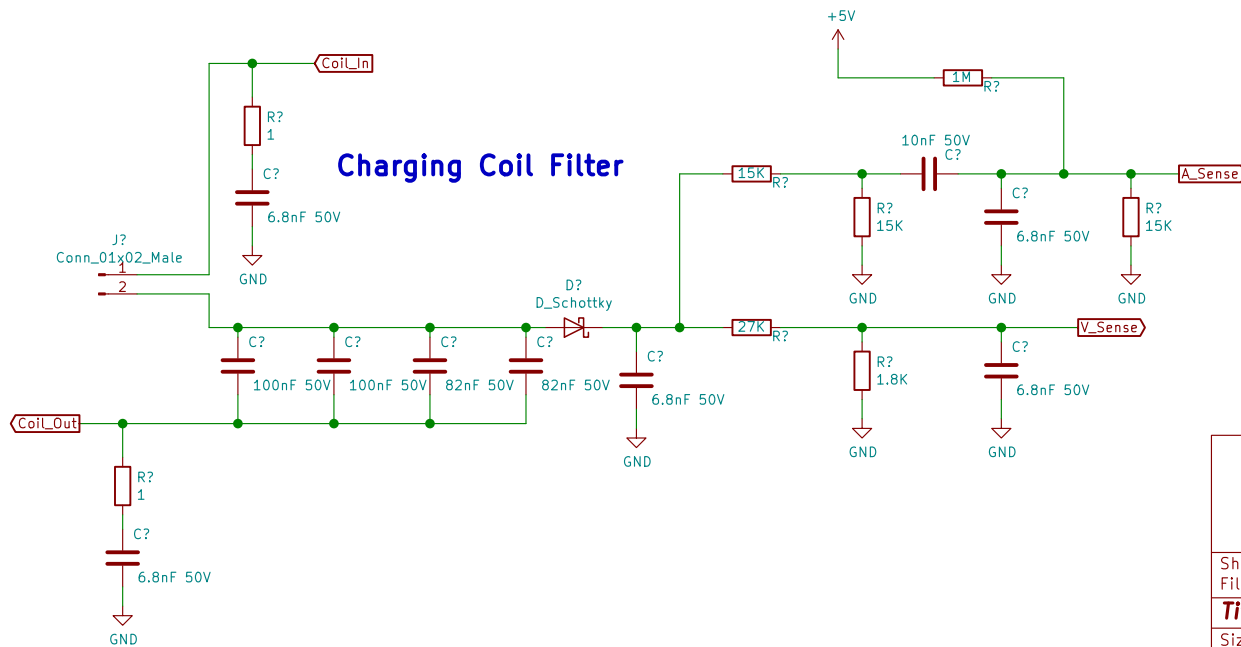 +5V
Coil_In
1M
R?
R?
1
10nF 50V
C?
Charging Coil Filter
C?
6.8nF 50V
15K
R?
A_Sense
R?
15K
C?
6.8nF 50V
R?
15K
J?
Conn_01x02_Male
1
2
GND
GND
GND
GND
D?
D_Schottky
27K
R?
V_Sense
C?
100nF 50V
C?
100nF 50V
C?
82nF 50V
C?
82nF 50V
C?
6.8nF 50V
R?
1.8K
C?
6.8nF 50V
Coil_Out
GND
GND
GND
R?
1
C?
6.8nF 50V
GND
Sh
Fil
Ti
Siz